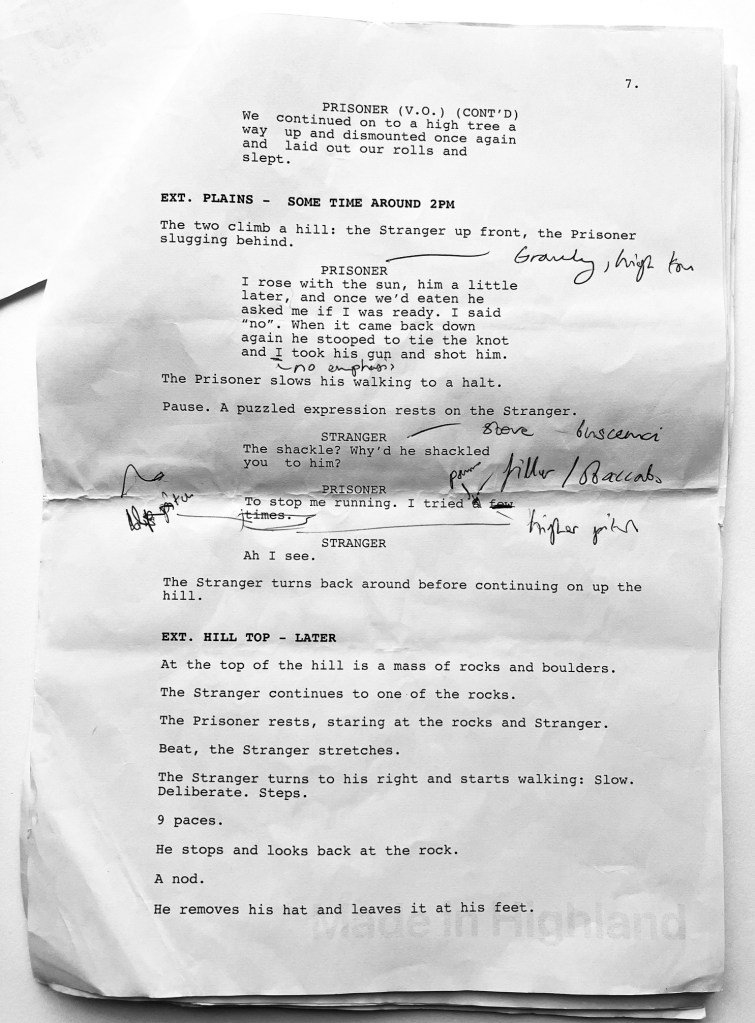 7.
PRISONER (V.O.) (CONT'D)
We continued on to a high tree a
way up and dismounted once again
and laid out our rolls and
slept.
EXT. PLAINS - SOME TIME AROUND 2PM
The two climb a hill: the Stranger up front, the Prisoner
slugging behind.
high
PRISONER
I rose with the sun, him a little
later, and once we'd eaten he
asked me if I was ready. I said
"no". When it came back down
again he stooped to tie the knot
and I took his gun and shot him.
no emphasis
The Prisoner slows his walking to a halt.
Pause. A puzzled expression rests on the Stranger.
STRANGER
Steve buscemi
The shackle? Why'd he shackled
you to him?
filler /
PRISONER
To stop me running. I tried a few
times.
higher pitch
STRANGER
Ah I see.
The Stranger turns back around before continuing on up the
hill.
EXT. HILL TOP - LATER
At the top of the hill is a mass of rocks and boulders.
The Stranger continues to one of the rocks.
The Prisoner rests, staring at the rocks and Stranger.
Beat, the Stranger stretches.
The Stranger turns to his right and starts walking: Slow.
Deliberate. Steps.
9 paces.
He stops and looks back at the rock.
A nod.
He removes his hat and leaves it at his feet.
Made in Highland